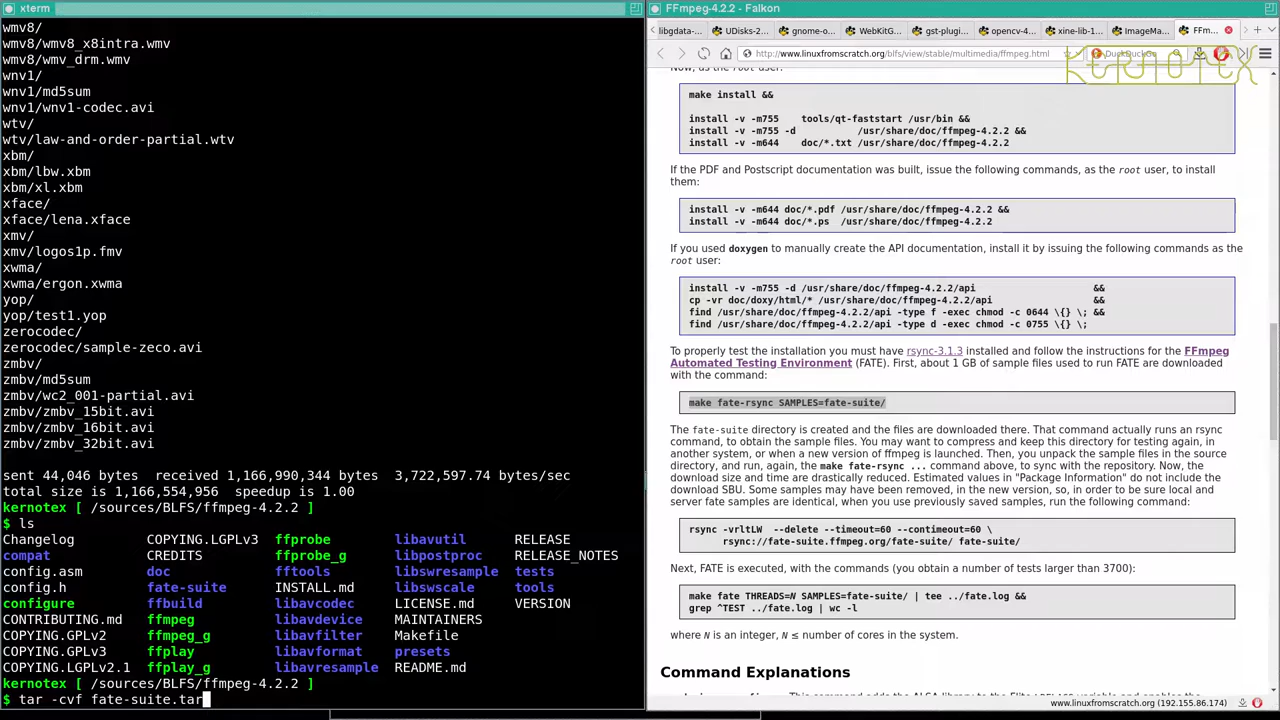 xterm
wmv8/
wmv8/wmv8_x8intra.wmv
wmv8/wmv_drm.wmv
wnv1/
wnv1/md5sum
wnv1/wnv1-codec.avi
wtv/
wtv/law-and-order-partial.wtv
xbm/
xbm/lbw.xbm
xbm/xl.xbm
xface/
xface/lena.xface
xmv/
xmv/logos1p.fmv
xwma/
xwma/ergon.xwma
yop/
yop/test1.yop
zerocodec/
zerocodec/sample-zeco.avi
zmbv/
zmbv/md5sum
zmbv/wc2_001-partial.avi
zmbv/zmbv_15bit.avi
zmbv/zmbv_16bit.avi
zmbv/zmbv_32bit.avi
sent 44,046 bytes  received 1,166,990,344 bytes  3,722,597.74 bytes/sec
total size is 1,166,554,956  speedup is 1.00
kernotex [ /sources/BLFS/ffmpeg-4.2.2 ]
$ ls
Changelog COPYING.LGPLv3 ffprobe libavutil RELEASE
compat CREDITS ffprobe_g libpostproc RELEASE_NOTES
config.asm doc fftools libswresample tests
config.h fate-suite INSTALL.md libswscale tools
configure ffbuild libavcodec LICENSE.md VERSION
CONTRIBUTING.md ffmpeg libavdevice MAINTAINERS
COPYING.GPLv2 ffmpeg_g libavfilter Makefile
COPYING.GPLv3 ffplay libavformat presets
COPYING.LGPLv2.1 ffplay_g libavresample README.md
kernotex [ /sources/BLFS/ffmpeg-4.2.2 ]
$ tar -cvf fate-suite.tar
FFmpeg-4.2.2 - Falkon
libgdata-... UDisks-2... gnome-o... WebKitG... gst-plugi... opencv-4... xine-lib-1... ImageMa... FFm...
http://www.linuxfromscratch.org/blfs/view/stable/multimedia/ffmpeg.html DuckDuckGo
KERNOTEX
Now, as the root user:
make install &&
install -v -m755    tools/qt-faststart /usr/bin &&
install -v -m755 -d           /usr/share/doc/ffmpeg-4.2.2 &&
install -v -m644    doc/*.txt /usr/share/doc/ffmpeg-4.2.2
If the PDF and Postscript documentation was built, issue the following commands, as the root user, to install
them:
install -v -m644 doc/*.pdf /usr/share/doc/ffmpeg-4.2.2 &&
install -v -m644 doc/*.ps  /usr/share/doc/ffmpeg-4.2.2
If you used doxygen to manually create the API documentation, install it by issuing the following commands as the
root user:
install -v -m755 -d /usr/share/doc/ffmpeg-4.2.2/api                     &&
cp -vr doc/doxy/html/* /usr/share/doc/ffmpeg-4.2.2/api                  &&
find /usr/share/doc/ffmpeg-4.2.2/api -type f -exec chmod -c 0644 \{} \; &&
find /usr/share/doc/ffmpeg-4.2.2/api -type d -exec chmod -c 0755 \{} \;
To properly test the installation you must have rsync-3.1.3 installed and follow the instructions for the FFmpeg
Automated Testing Environment (FATE). First, about 1 GB of sample files used to run FATE are downloaded
with the command:
make fate-rsync SAMPLES=fate-suite/
The fate-suite directory is created and the files are downloaded there. That command actually runs an rsync
command, to obtain the sample files. You may want to compress and keep this directory for testing again, in
another system, or when a new version of ffmpeg is launched. Then, you unpack the sample files in the source
directory, and run, again, the make fate-rsync ... command above, to sync with the repository. Now, the
download size and time are drastically reduced. Estimated values in "Package Information" do not include the
download SBU. Some samples may have been removed, in the new version, so, in order to be sure local and
server fate samples are identical, when you use previously saved samples, run the following command:
rsync -vrltLW  --delete --timeout=60 --contimeout=60 \
rsync://fate-suite.ffmpeg.org/fate-suite/ fate-suite/
Next, FATE is executed, with the commands (you obtain a number of tests larger than 3700):
make fate THREADS=N SAMPLES=fate-suite/ | tee ../fate.log &&
grep ^TEST ../fate.log | wc -l
where N is an integer, N ≤ number of cores in the system.
Command Explanations
www.linuxfromscratch.org (192.155.86.174)